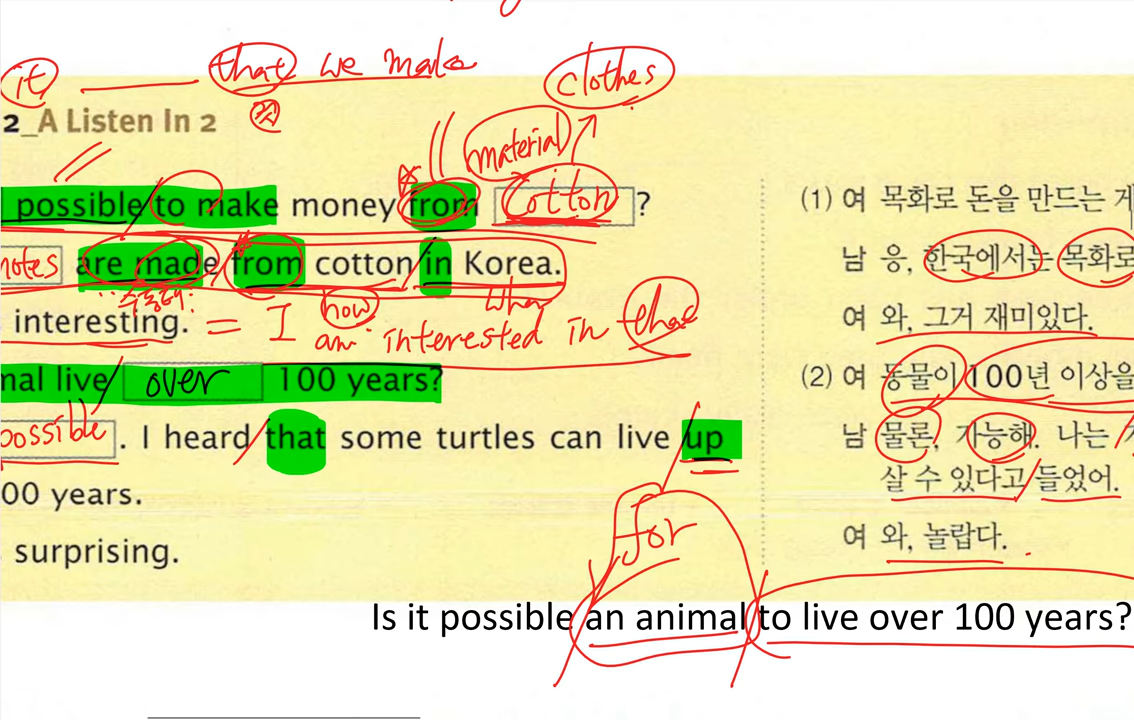 it that we make clothes
2_A Listen In 2
material
possible to make money from cotton ?
notes are made from cotton in Korea.
수동태
how when
interesting. = I am interested in that
nal live over 100 years?
possible. I heard that some turtles can live up
00 years.
for
surprising.
(1) 여 목화로 돈을 만드는 게
남 응, 한국에서는 목화로
여 와, 그거 재미있다.
(2) 여 동물이 100년 이상을
남 물론, 가능해. 나는
살 수 있다고 들었어.
여 와, 놀랍다.
Is it possible an animal to live over 100 years?